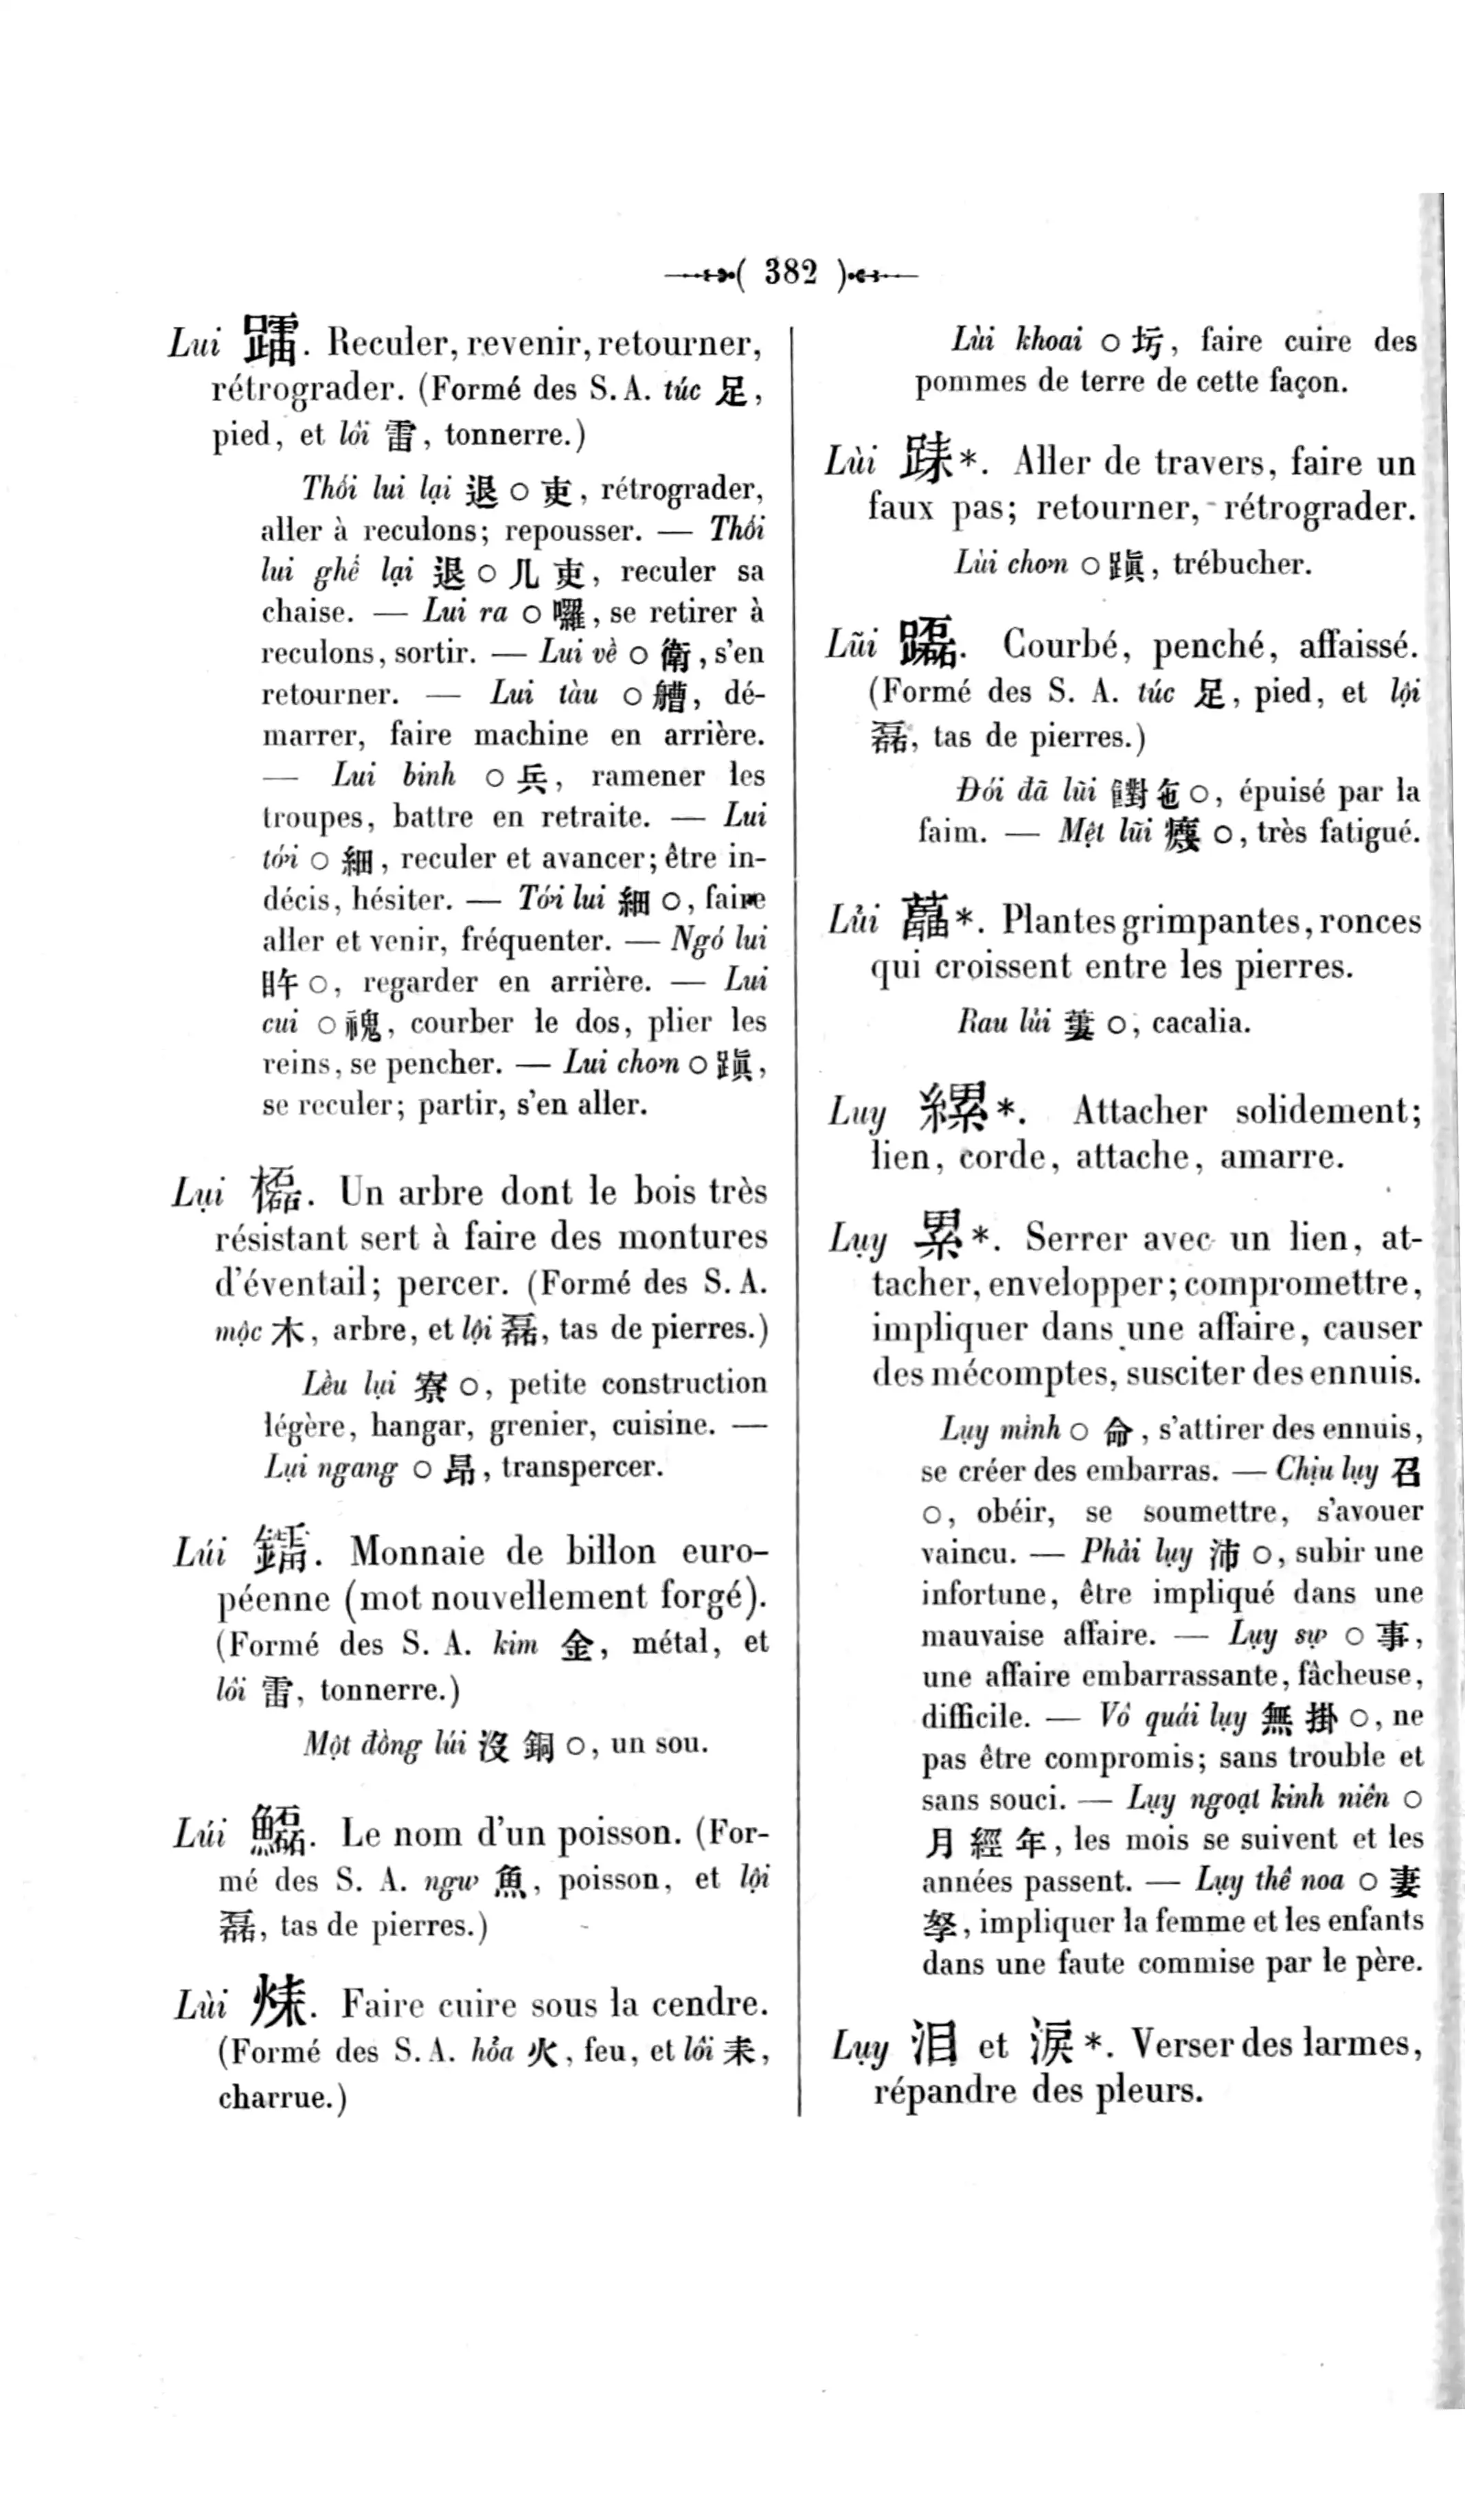 ( 382 )
Lui 𨆢. Reculer, revenir, retourner,
rétrograder. (Formé des S. A. túc 足,
pied, et lôi 雷, tonnerre.)
Thối lui lại 退 ○ 吏, rétrograder,
aller à reculons; repousser. — Thối
lui ghế lại 退 ○ 几 吏, reculer sa
chaise. — Lui ra ○ 囉, se retirer à
reculons, sortir. — Lui về ○ 衛, s'en
retourner. — Lui tàu ○ 艚, dé-
marrer, faire machine en arrière.
— Lui binh ○ 兵, ramener les
troupes, battre en retraite. — Lui
tới ○ 細, reculer et avancer; être in-
décis, hésiter. — Tới lui 細 ○, faire
aller et venir, fréquenter. — Ngó lui
盰 ○, regarder en arrière. — Lui
cui ○, courber le dos, plier les
reins, se pencher. — Lui chơn ○ 蹎,
se reculer; partir, s'en aller.
Lụi. Un arbre dont le bois très
résistant sert à faire des montures
d'éventail; percer. (Formé des S. A.
mộc 木, arbre, et lội 磊, tas de pierres.)
Lều lụi 寮 ○, petite construction
légère, hangar, grenier, cuisine. —
Lụi ngang ○ 昂, transpercer.
Lúi 鐳. Monnaie de billon euro-
péenne (mot nouvellement forgé).
(Formé des S. A. kim 金, métal, et
lôi 雷, tonnerre.)
Một đồng lúi 沒 銅 ○, un sou.
Lúi. Le nom d'un poisson. (For-
mé des S. A. ngư 魚, poisson, et lội
磊, tas de pierres.)
Lùi. Faire cuire sous la cendre.
(Formé des S. A. hỏa 火, feu, et lôi 耒,
charrue.)
Lùi khoai ○ 圬, faire cuire des
pommes de terre de cette façon.
Lùi *. Aller de travers, faire un
faux pas; retourner, rétrograder.
Lùi chơn ○ 蹎, trébucher.
Lũi. Courbé, penché, affaissé.
(Formé des S. A. túc 足, pied, et lội
磊, tas de pierres.)
Đói đã lũi ○, épuisé par la
faim. — Mệt lũi ○, très fatigué.
Lủi 藟 *. Plantes grimpantes, ronces
qui croissent entre les pierres.
Rau lủi ○, cacalia.
Luy 縲 *. Attacher solidement;
lien, corde, attache, amarre.
Lụy 累 *. Serrer avec un lien, at-
tacher, envelopper; compromettre,
impliquer dans une affaire, causer
des mécomptes, susciter des ennuis.
Lụy mình ○ 命, s'attirer des ennuis,
se créer des embarras. — Chịu lụy 召
○, obéir, se soumettre, s'avouer
vaincu. — Phải lụy 沛 ○, subir une
infortune, être impliqué dans une
mauvaise affaire. — Lụy sự ○ 事,
une affaire embarrassante, fâcheuse,
difficile. — Vô quái lụy 無 掛 ○, ne
pas être compromis; sans trouble et
sans souci. — Lụy ngoạt kinh niên ○
月 經 年, les mois se suivent et les
années passent. — Lụy thê noa ○ 妻
孥, impliquer la femme et les enfants
dans une faute commise par le père.
Lụy 泪 et 淚 *. Verser des larmes,
répandre des pleurs.